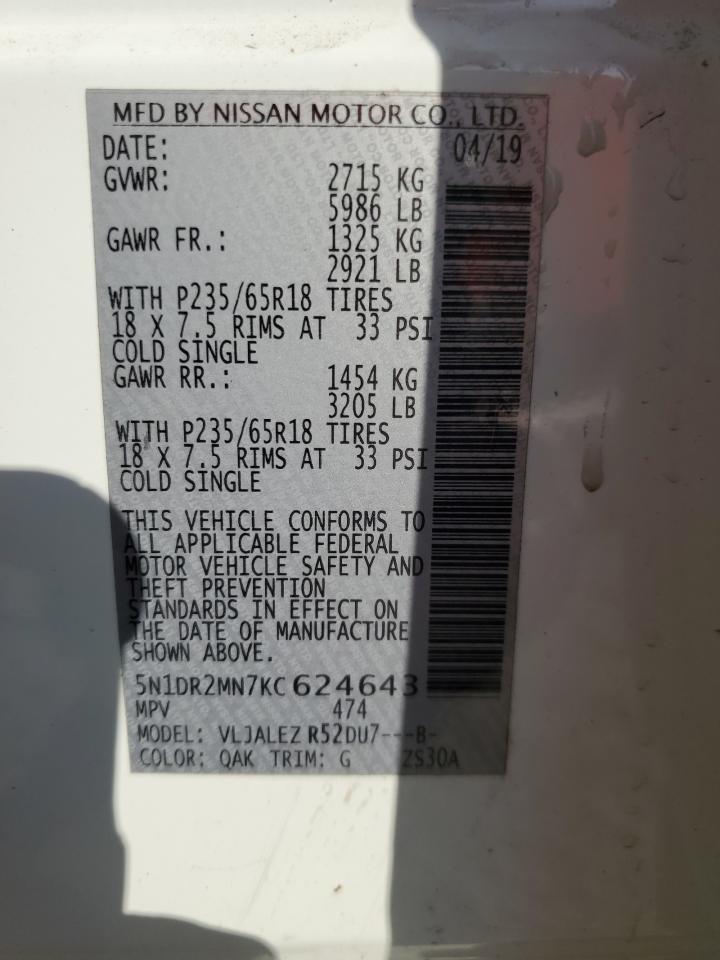 MFD BY NISSAN MOTOR CO., LTD.
DATE: 04/19
GVWR: 2715 KG
5986 LB
GAWR FR.: 1325 KG
2921 LB
WITH P235/65R18 TIRES
18 X 7.5 RIMS AT 33 PSI
COLD SINGLE
GAWR RR.: 1454 KG
3205 LB
WITH P235/65R18 TIRES
18 X 7.5 RIMS AT 33 PSI
COLD SINGLE
THIS VEHICLE CONFORMS TO
ALL APPLICABLE FEDERAL
MOTOR VEHICLE SAFETY AND
THEFT PREVENTION
STANDARDS IN EFFECT ON
THE DATE OF MANUFACTURE
SHOWN ABOVE.
5N1DR2MN7KC624643
MPV 474
MODEL: VLJALEZ R52DU7---B-
COLOR: QAK TRIM: G ZS30A